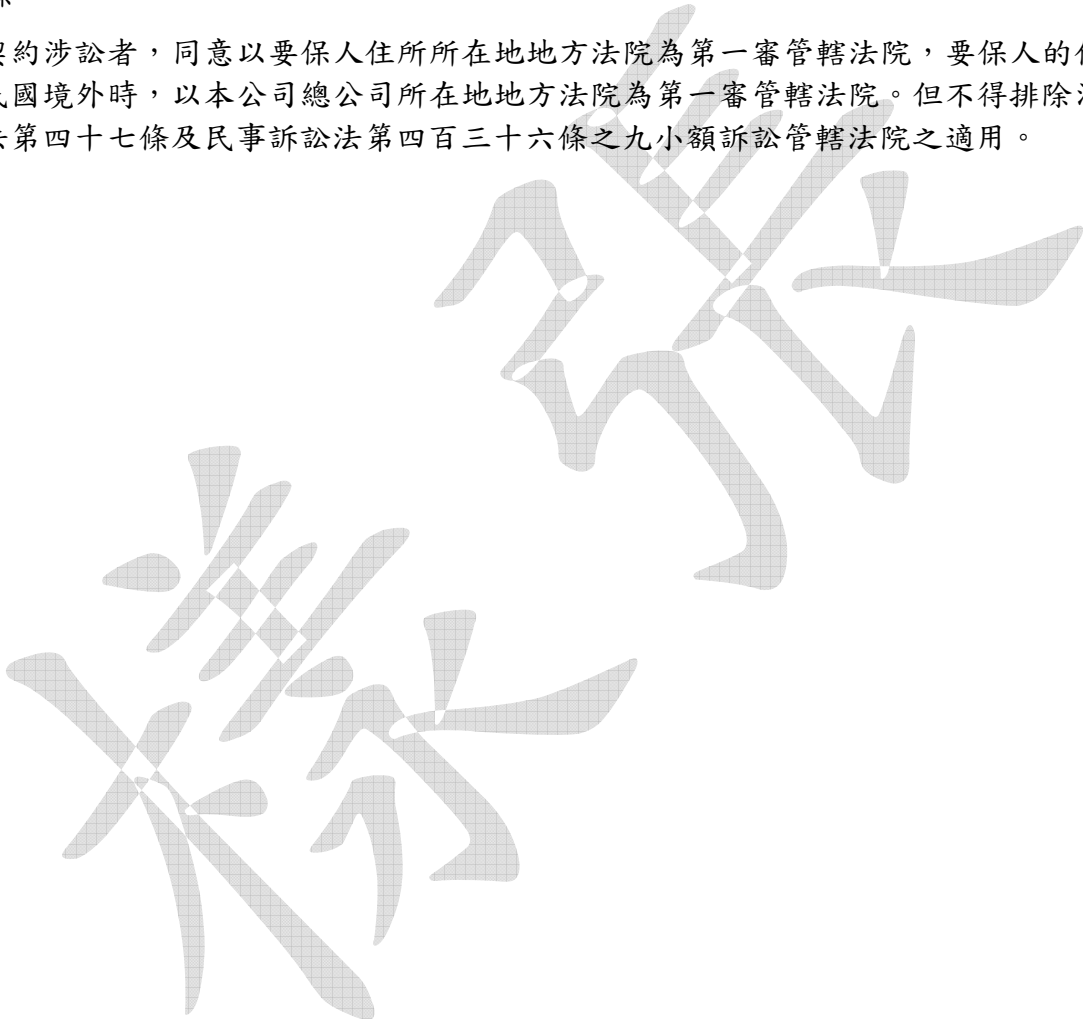 契約涉訟者，同意以要保人住所所在地地方法院為第一審管轄法院，要保人的
民國境外時，以本公司總公司所在地地方法院為第一審管轄法院。但不得排除
法第四十七條及民事訴訟法第四百三十六條之九小額訴訟管轄法院之適用。
樣張